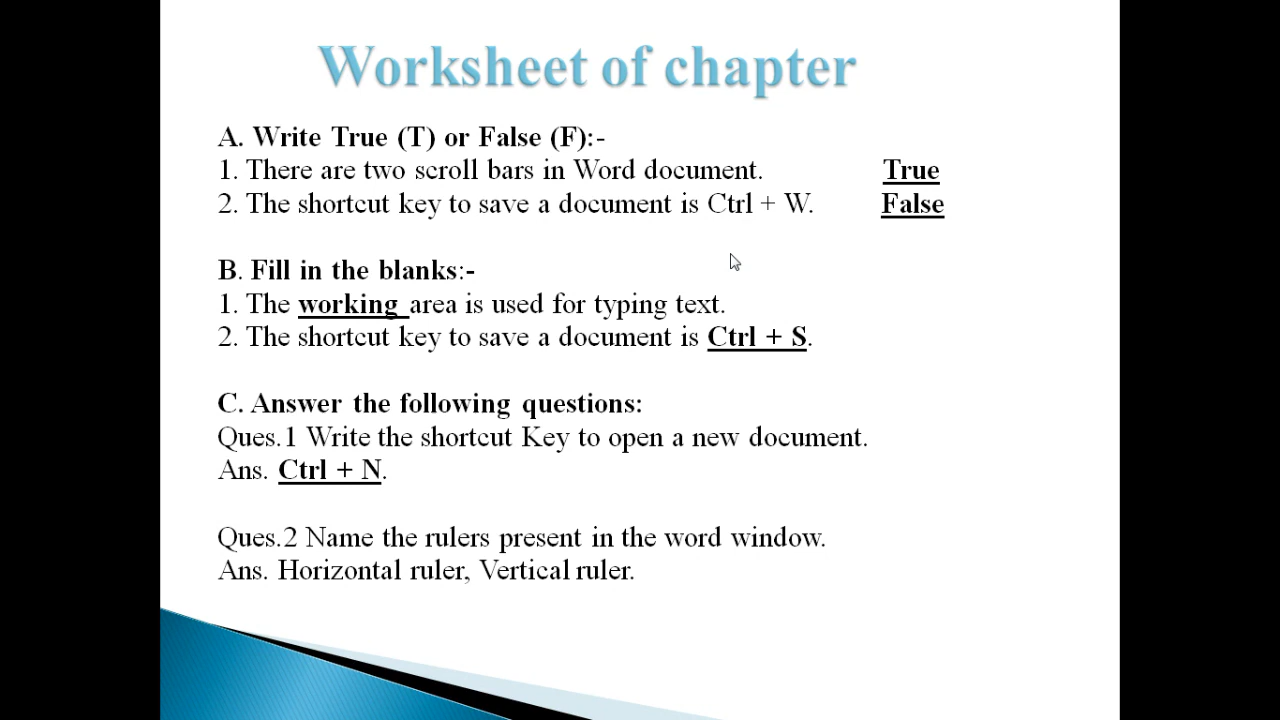 Worksheet of chapter
A. Write True (T) or False (F):-
1. There are two scroll bars in Word document. True
2. The shortcut key to save a document is Ctrl + W. False
B. Fill in the blanks:-
1. The working area is used for typing text.
2. The shortcut key to save a document is Ctrl + S.
C. Answer the following questions:
Ques.1 Write the shortcut Key to open a new document.
Ans. Ctrl + N.
Ques.2 Name the rulers present in the word window.
Ans. Horizontal ruler, Vertical ruler.